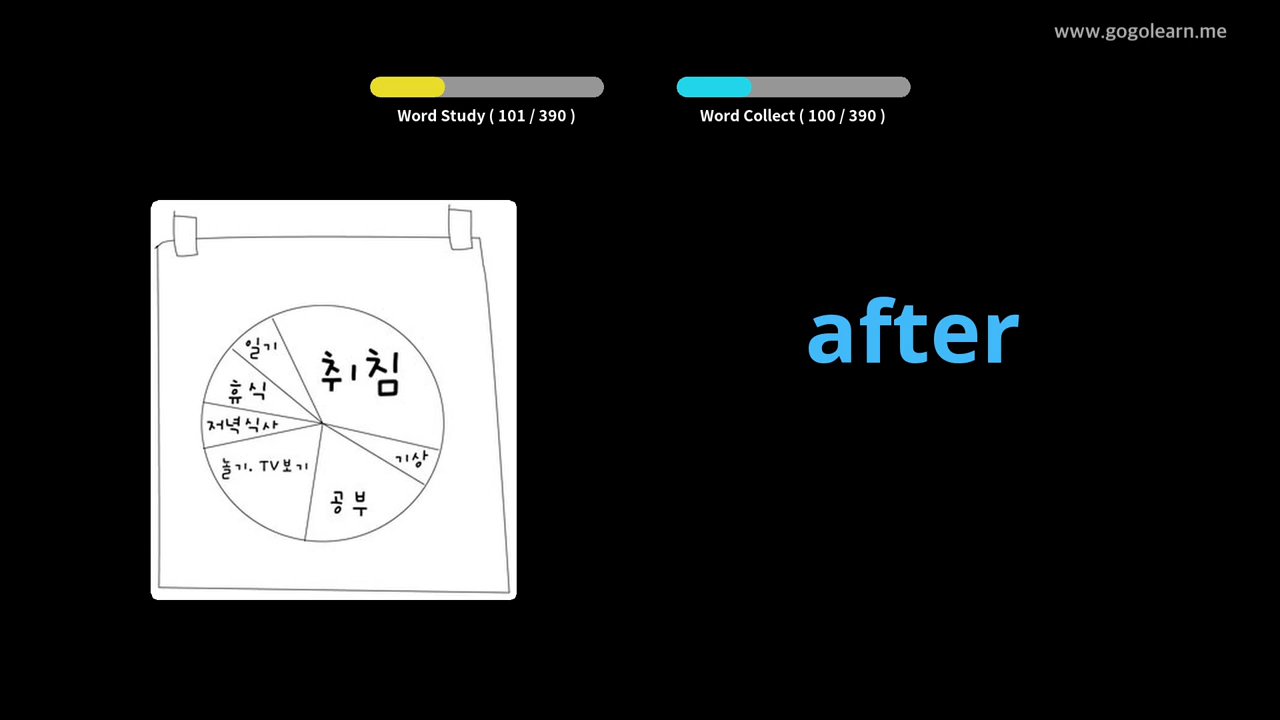 www.gogolearn.me
Word Study ( 101 / 390 )
Word Collect ( 100 / 390 )
일기
취침
휴식
저녁식사
놀기. TV보기
기상
공부
after